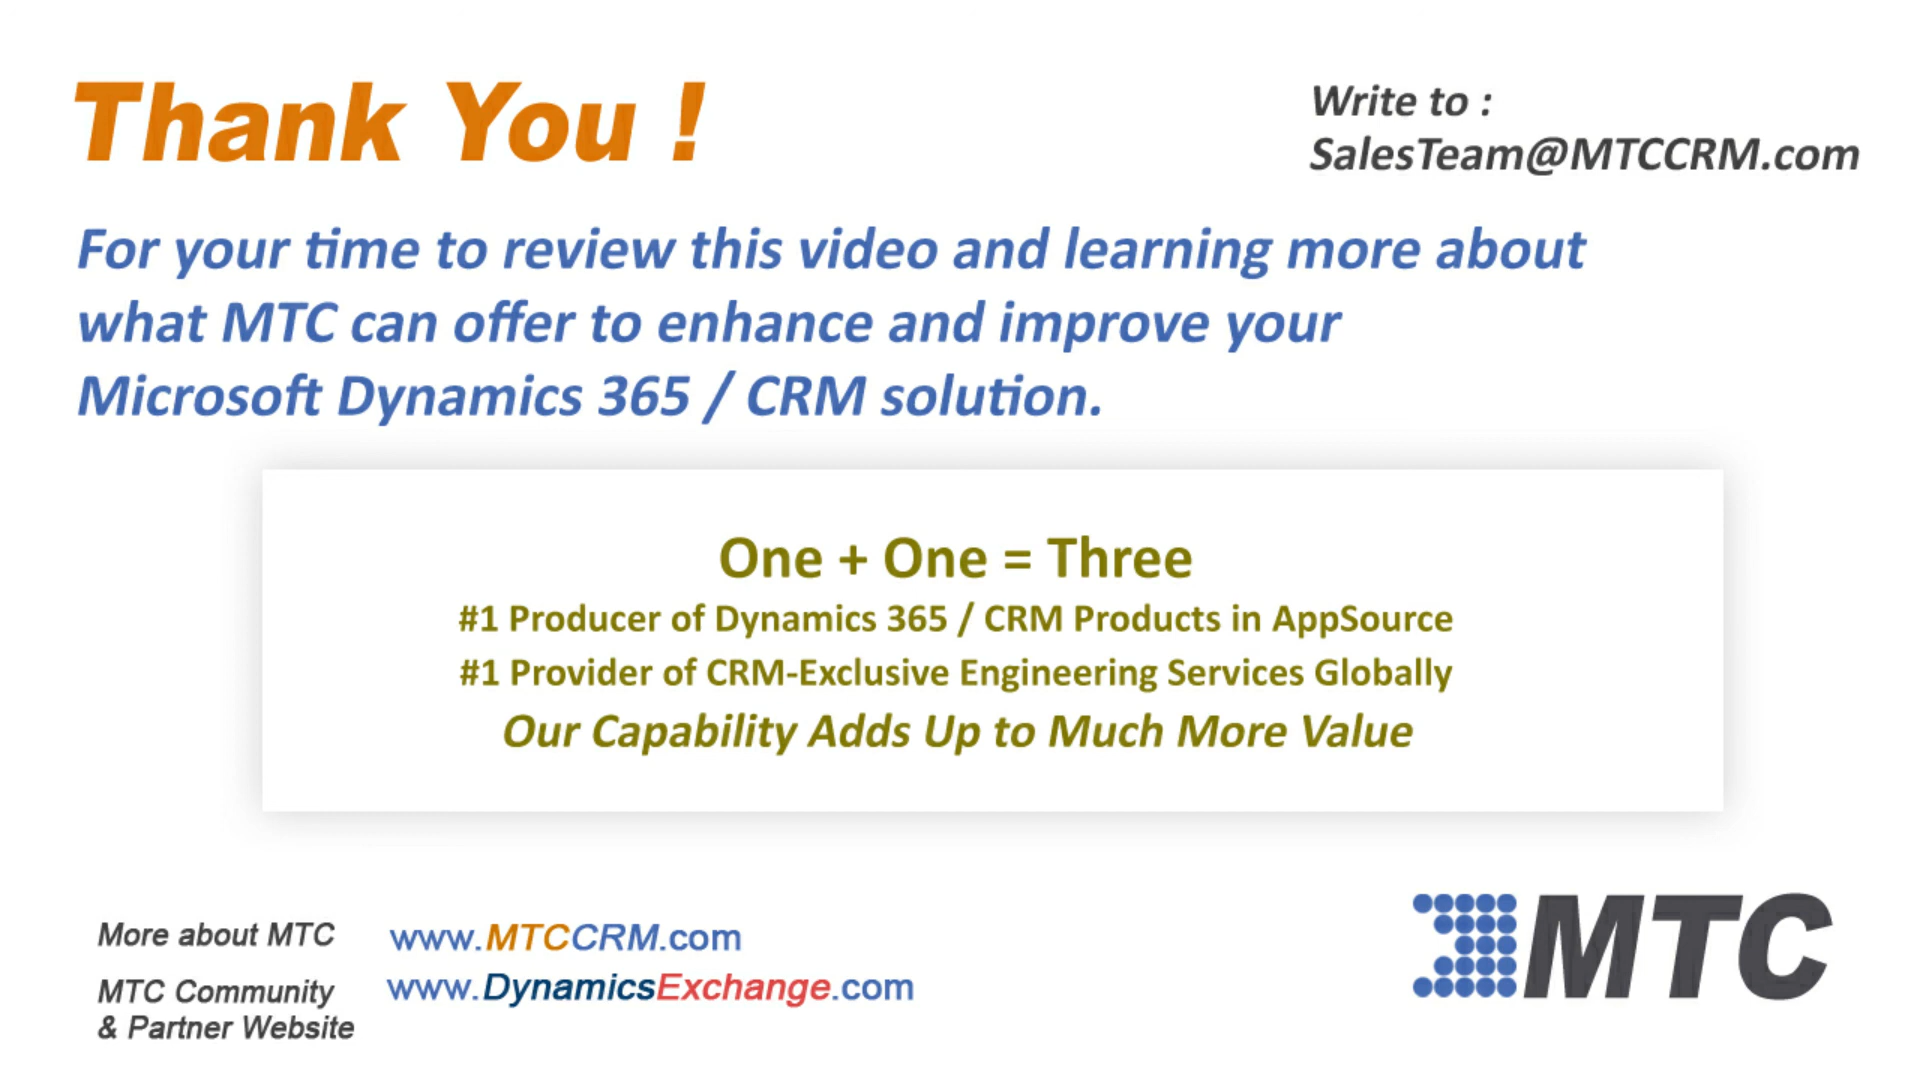 Thank You !
Write to :
SalesTeam@MTCCRM.com
For your time to review this video and learning more about
what MTC can offer to enhance and improve your
Microsoft Dynamics 365 / CRM solution.
One + One = Three
#1 Producer of Dynamics 365 / CRM Products in AppSource
#1 Provider of CRM-Exclusive Engineering Services Globally
Our Capability Adds Up to Much More Value
More about MTC www.MTCCRM.com
MTC Community www.DynamicsExchange.com
& Partner Website
MTC